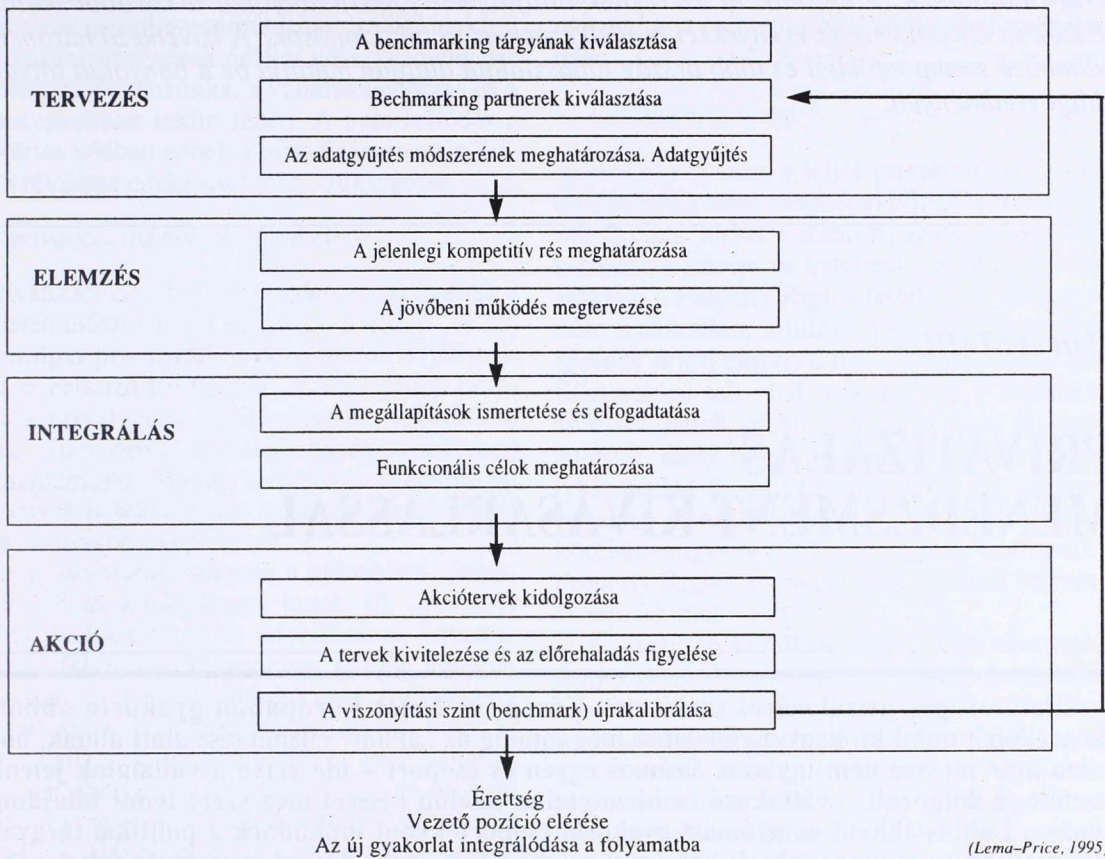 A benchmarking tárgyának kiválasztása
TERVEZÉS
Bechmarking partnerek kiválasztása
Az adatgyűjtés módszerének meghatározása. Adatgyűjtés
A jelenlegi kompetitív rés meghatározása
ELEMZÉS
A jövőbeni működés megtervezése
A megállapítások ismertetése és elfogadtatása
INTEGRÁLÁS
Funkcionális célok meghatározása
Akciótervek kidolgozása
AKCIÓ
A tervek kivitelezése és az előrehaladás figyelése
A viszonyítási szint (benchmark) újrakalibrálása
Érettség
Vezető pozíció elérése
Az új gyakorlat integrálódása a folyamatba
(Lema–Price, 1995)